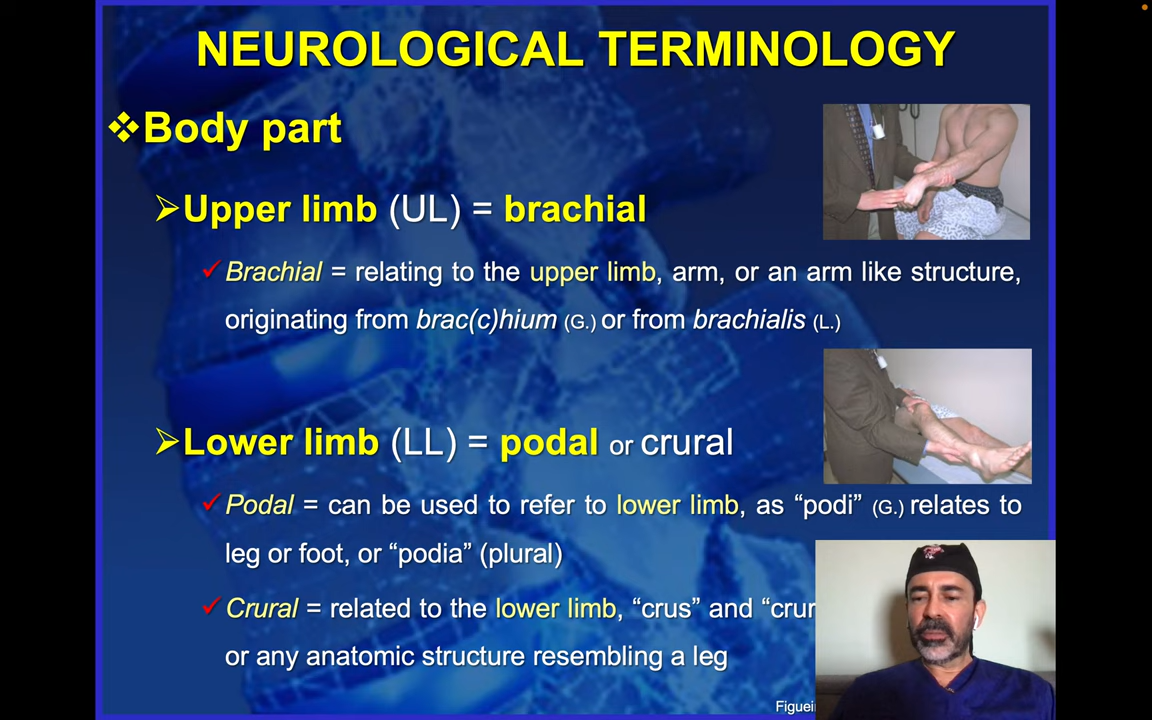 NEUROLOGICAL TERMINOLOGY
❖Body part
➢Upper limb (UL) = brachial
✓Brachial = relating to the upper limb, arm, or an arm like structure,
originating from brac(c)hium (G.) or from brachialis (L.)
➢Lower limb (LL) = podal or crural
✓Podal = can be used to refer to lower limb, as “podi” (G.) relates to
leg or foot, or “podia” (plural)
✓Crural = related to the lower limb, “crus” and “crur
or any anatomic structure resembling a leg
Figuei